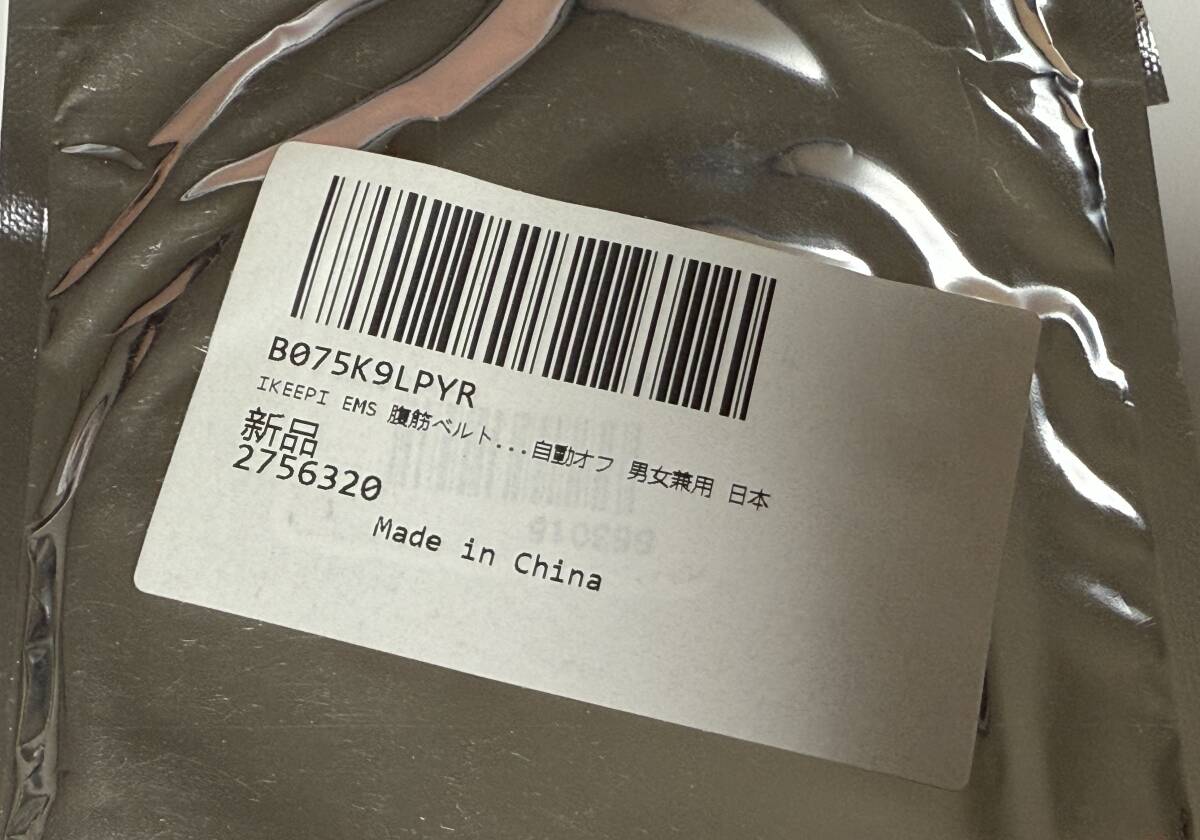 B075K9LPYR
IKEEPI EMS 腹筋ベルト...自動オフ 男女兼用 日本
新品
2756320
Made in China